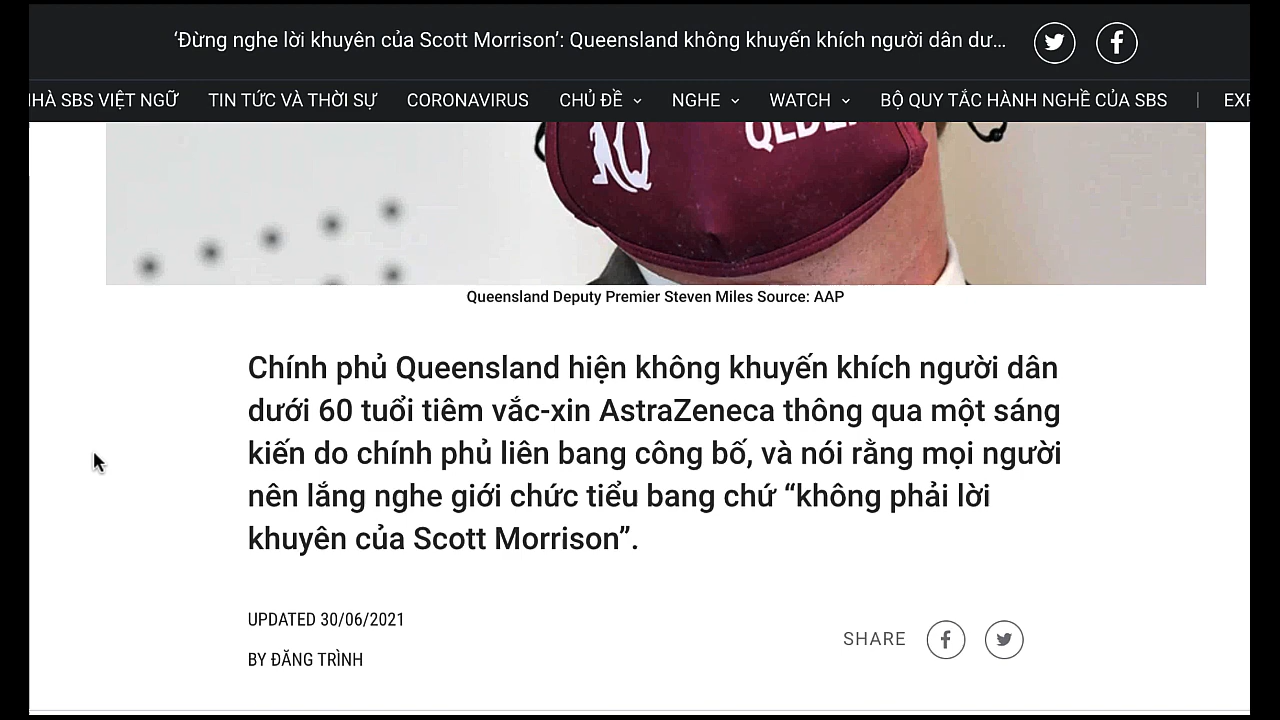 ‘Đừng nghe lời khuyên của Scott Morrison’: Queensland không khuyến khích người dân dư...
SBS VIỆT NGỮ TIN TỨC VÀ THỜI SỰ CORONAVIRUS CHỦ ĐỀ NGHE WATCH BỘ QUY TẮC HÀNH NGHỀ CỦA SBS
Queensland Deputy Premier Steven Miles Source: AAP
Chính phủ Queensland hiện không khuyến khích người dân
dưới 60 tuổi tiêm vắc-xin AstraZeneca thông qua một sáng
kiến do chính phủ liên bang công bố, và nói rằng mọi người
nên lắng nghe giới chức tiểu bang chứ “không phải lời
khuyên của Scott Morrison”.
UPDATED 30/06/2021
SHARE
BY ĐĂNG TRÌNH